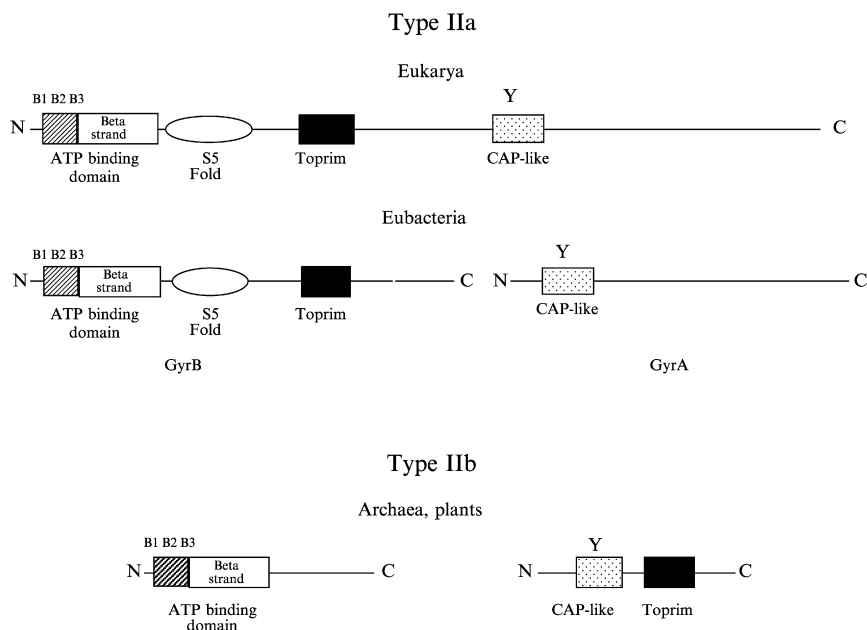 Type IIa
Eukarya
B1 B2 B3
Y
N
Beta
strand
C
ATP binding
domain
S5
Fold
Toprim
CAP-like
Eubacteria
B1 B2 B3
Y
N
Beta
strand
C
N
C
ATP binding
domain
S5
Fold
Toprim
CAP-like
GyrB
GyrA
Type IIb
Archaea, plants
B1 B2 B3
Y
N
Beta
strand
C
N
C
ATP binding
domain
CAP-like
Toprim